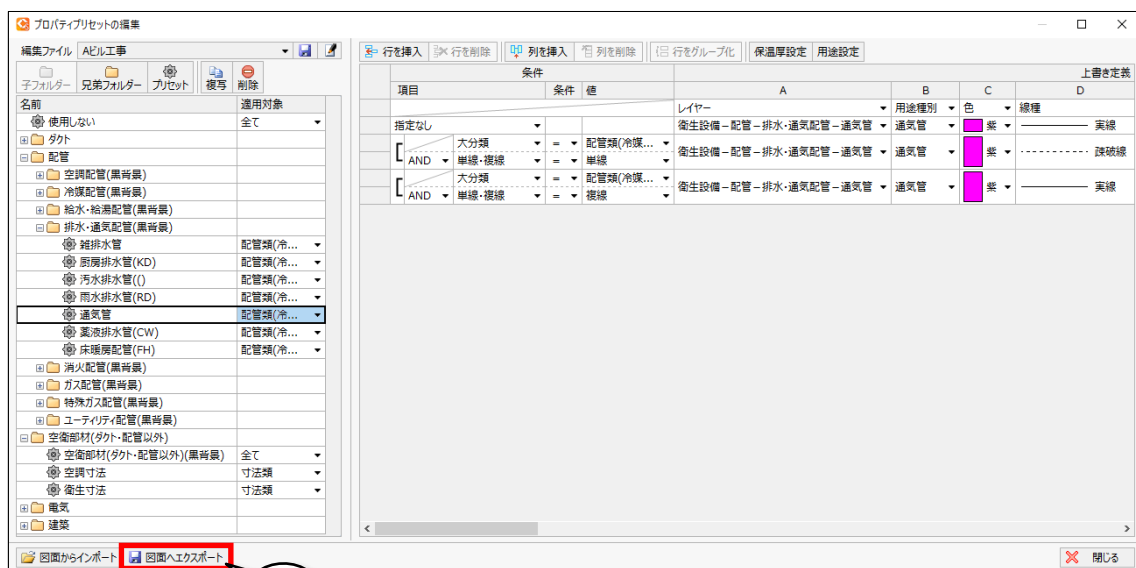 プロパティプリセットの編集
編集ファイル Aビル工事
子フォルダー 兄弟フォルダー プリセット 複写 削除
行を挿入 行を削除 列を挿入 列を削除 行をグループ化 保温厚設定 用途設定
名前 適用対象
使用しない 全て
ダクト
配管
空調配管(黒背景)
冷媒配管(黒背景)
給水・給湯配管(黒背景)
排水・通気配管(黒背景)
雑排水管 配管類(冷...
厨房排水管(KD) 配管類(冷...
汚水排水管(() 配管類(冷...
雨水排水管(RD) 配管類(冷...
通気管 配管類(冷...
薬液排水管(CW) 配管類(冷...
床暖房配管(FH) 配管類(冷...
消火配管(黒背景)
ガス配管(黒背景)
特殊ガス配管(黒背景)
ユーティリティ配管(黒背景)
空衛部材(ダクト・配管以外)
空衛部材(ダクト・配管以外)(黒背景) 全て
空調寸法 寸法類
衛生寸法 寸法類
電気
建築
条件 上書き定義
項目 条件 値 A B C D
レイヤー 用途種別 色 線種
指定なし 衛生設備-配管-排水・通気配管-通気管 通気管 紫 実線
大分類 = 配管類(冷媒...
AND 単線・複線 = 単線
衛生設備-配管-排水・通気配管-通気管 通気管 紫 疎破線
大分類 = 配管類(冷媒...
AND 単線・複線 = 複線
衛生設備-配管-排水・通気配管-通気管 通気管 紫 実線
図面からインポート 図面へエクスポート 閉じる